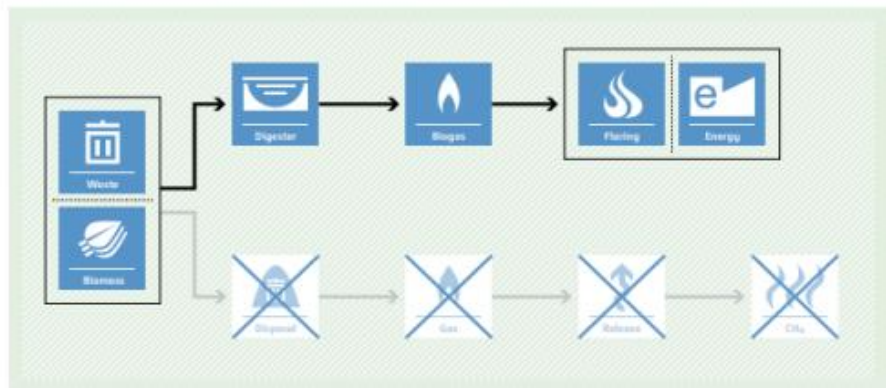 Digester
Biogas
Flaring
Energy
Waste
Biomass
Disposal
Gas
Release
CH₄